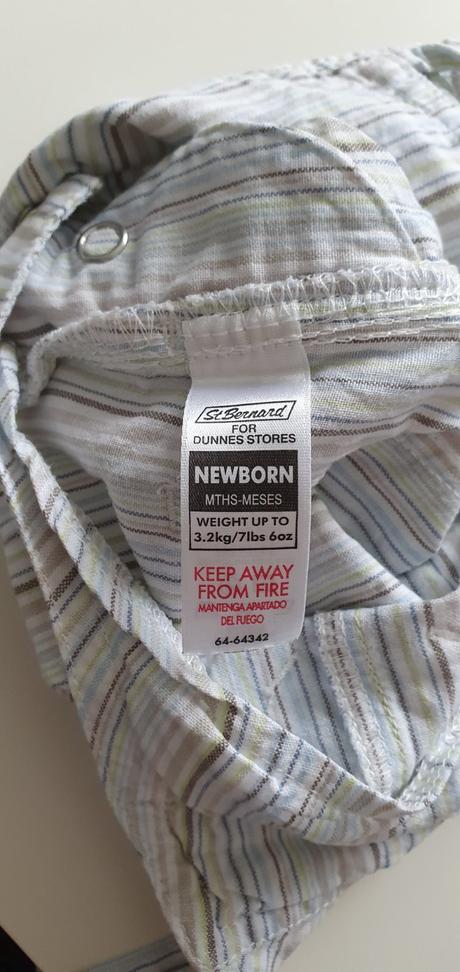 St.Bernard
FOR
DUNNES STORES
NEWBORN
MTHS-MESES
WEIGHT UP TO
3.2kg/7lbs 6oz
KEEP AWAY
FROM FIRE
MANTENGA APARTADO
DEL FUEGO
64-64342